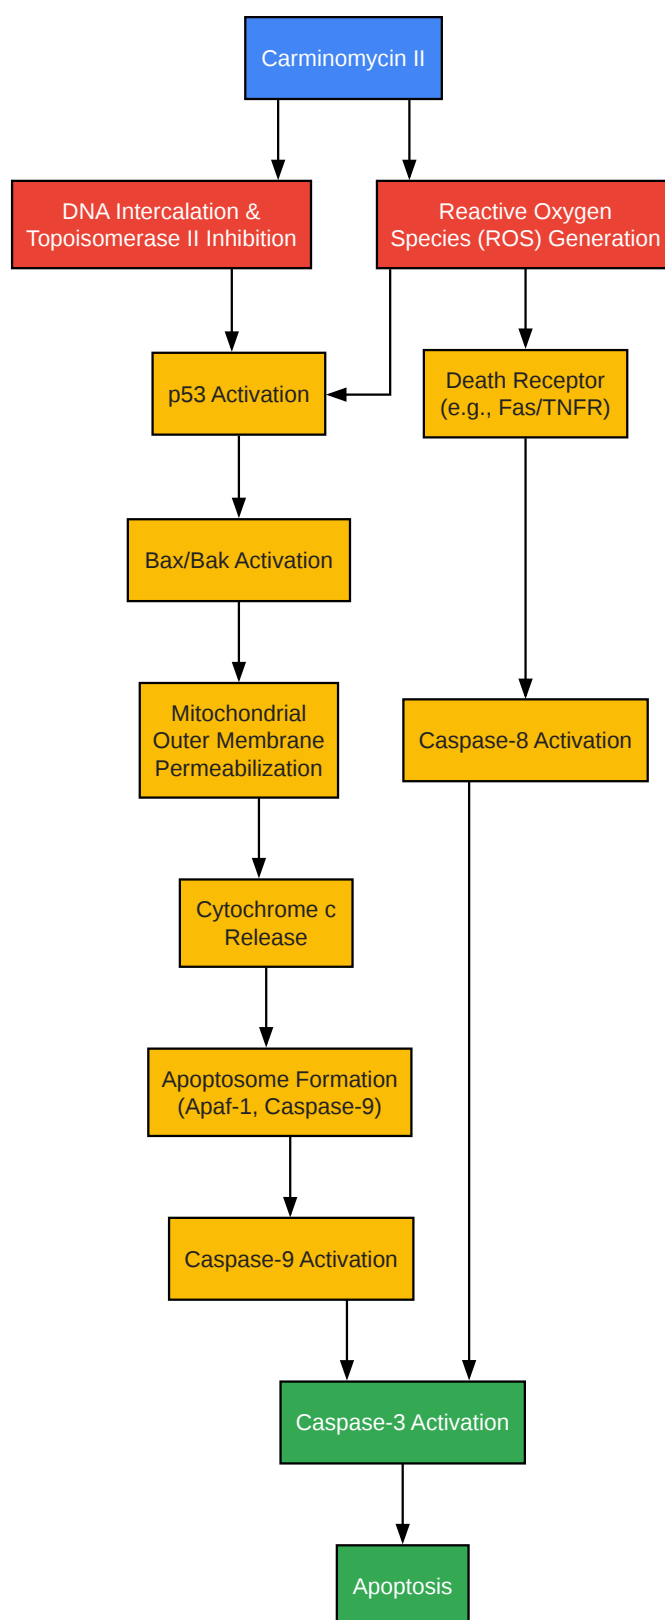 Carminomycin II
DNA Intercalation &
Topoisomerase II Inhibition
Reactive Oxygen
Species (ROS) Generation
p53 Activation
Death Receptor
(e.g., Fas/TNFR)
Bax/Bak Activation
Mitochondrial
Outer Membrane
Permeabilization
Caspase-8 Activation
Cytochrome c
Release
Apoptosome Formation
(Apaf-1, Caspase-9)
Caspase-9 Activation
Caspase-3 Activation
Apoptosis